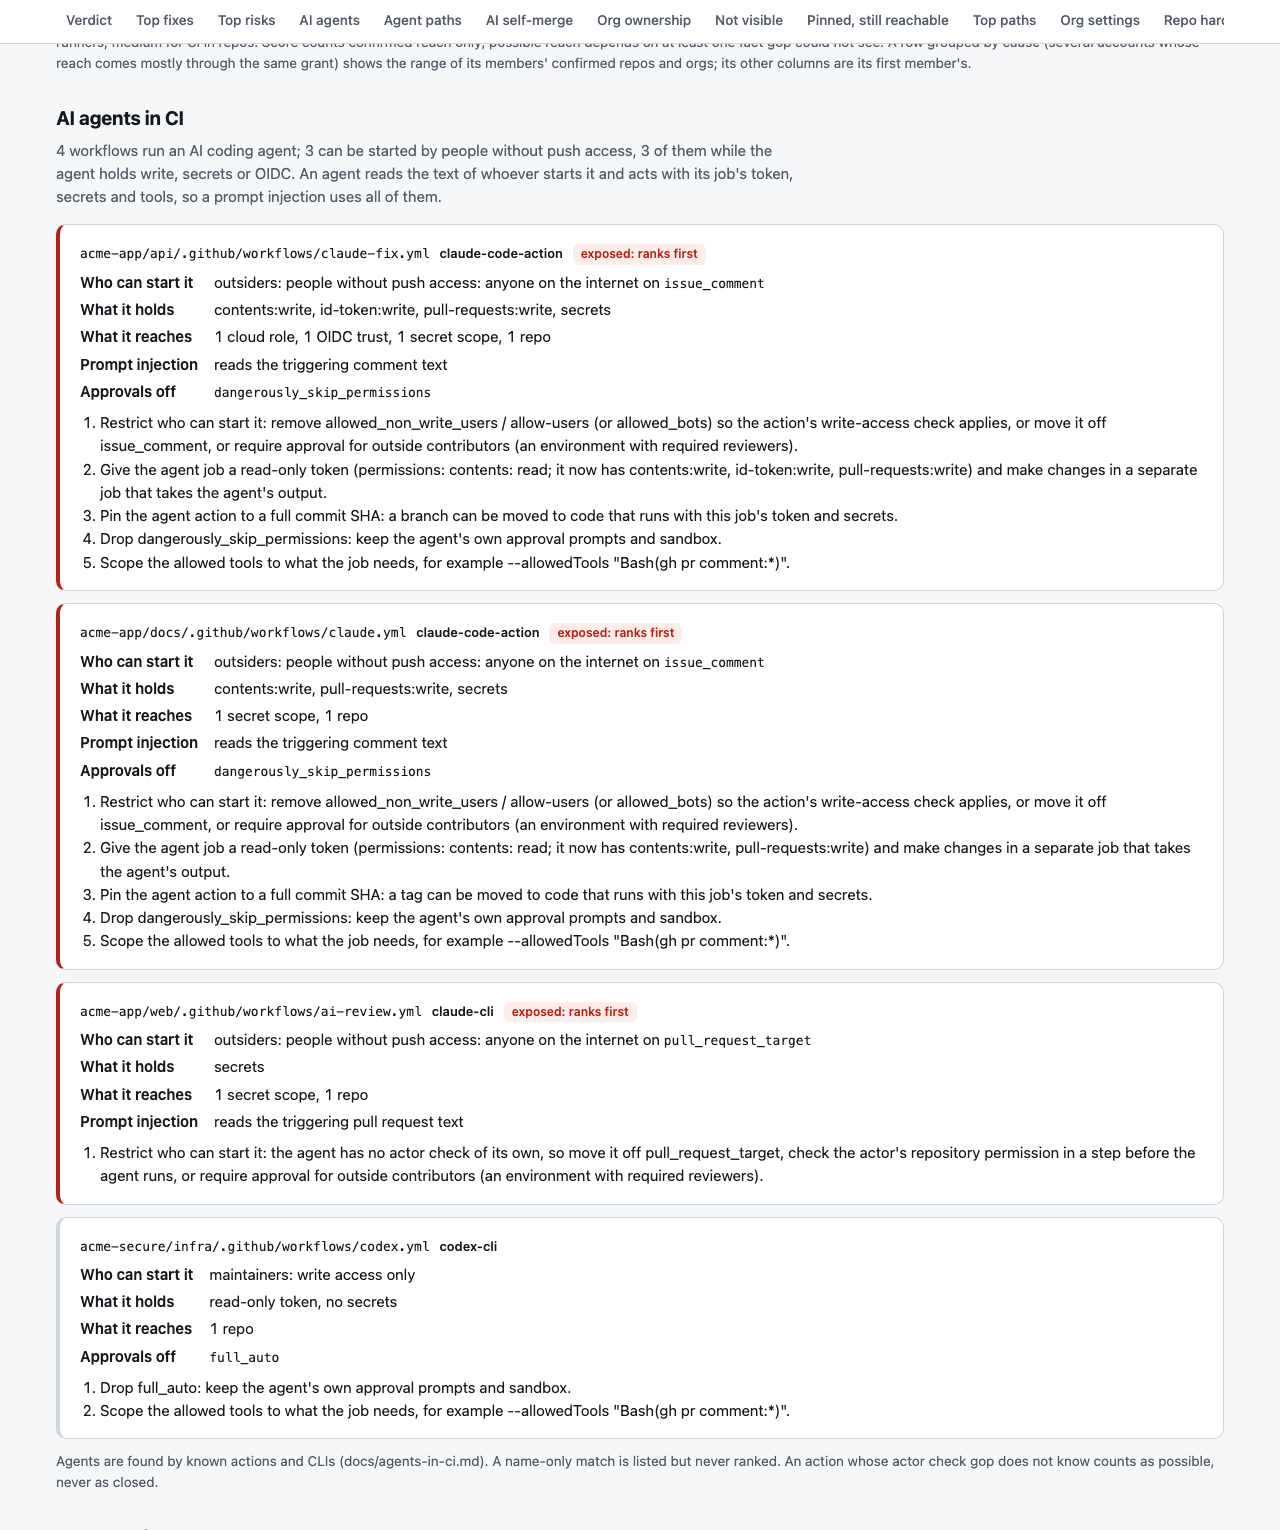 Verdict Top fixes Top risks AI agents Agent paths AI self-merge Org ownership Not visible Pinned, still reachable Top paths Org settings Repo
reach comes mostly through the same grant) shows the range of its members' confirmed repos and orgs; its other columns are its first member's.
AI agents in CI
4 workflows run an AI coding agent; 3 can be started by people without push access, 3 of them while the
agent holds write, secrets or OIDC. An agent reads the text of whoever starts it and acts with its job's token,
secrets and tools, so a prompt injection uses all of them.
acme-app/api/.github/workflows/claude-fix.yml claude-code-action exposed: ranks first
Who can start it outsiders: people without push access: anyone on the internet on issue_comment
What it holds contents:write, id-token:write, pull-requests:write, secrets
What it reaches 1 cloud role, 1 OIDC trust, 1 secret scope, 1 repo
Prompt injection reads the triggering comment text
Approvals off dangerously_skip_permissions
1. Restrict who can start it: remove allowed_non_write_users / allow-users (or allowed_bots) so the action's write-access check applies, or move it off
issue_comment, or require approval for outside contributors (an environment with required reviewers).
2. Give the agent job a read-only token (permissions: contents: read; it now has contents:write, id-token:write, pull-requests:write) and make changes in a separate
job that takes the agent's output.
3. Pin the agent action to a full commit SHA: a branch can be moved to code that runs with this job's token and secrets.
4. Drop dangerously_skip_permissions: keep the agent's own approval prompts and sandbox.
5. Scope the allowed tools to what the job needs, for example --allowedTools "Bash(gh pr comment:*)".
acme-app/docs/.github/workflows/claude.yml claude-code-action exposed: ranks first
Who can start it outsiders: people without push access: anyone on the internet on issue_comment
What it holds contents:write, pull-requests:write, secrets
What it reaches 1 secret scope, 1 repo
Prompt injection reads the triggering comment text
Approvals off dangerously_skip_permissions
1. Restrict who can start it: remove allowed_non_write_users / allow-users (or allowed_bots) so the action's write-access check applies, or move it off
issue_comment, or require approval for outside contributors (an environment with required reviewers).
2. Give the agent job a read-only token (permissions: contents: read; it now has contents:write, pull-requests:write) and make changes in a separate job that takes
the agent's output.
3. Pin the agent action to a full commit SHA: a tag can be moved to code that runs with this job's token and secrets.
4. Drop dangerously_skip_permissions: keep the agent's own approval prompts and sandbox.
5. Scope the allowed tools to what the job needs, for example --allowedTools "Bash(gh pr comment:*)".
acme-app/web/.github/workflows/ai-review.yml claude-cli exposed: ranks first
Who can start it outsiders: people without push access: anyone on the internet on pull_request_target
What it holds secrets
What it reaches 1 secret scope, 1 repo
Prompt injection reads the triggering pull request text
1. Restrict who can start it: the agent has no actor check of its own, so move it off pull_request_target, check the actor's repository permission in a step before the
agent runs, or require approval for outside contributors (an environment with required reviewers).
acme-secure/infra/.github/workflows/codex.yml codex-cli
Who can start it maintainers: write access only
What it holds read-only token, no secrets
What it reaches 1 repo
Approvals off full_auto
1. Drop full_auto: keep the agent's own approval prompts and sandbox.
2. Scope the allowed tools to what the job needs, for example --allowedTools "Bash(gh pr comment:*)".
Agents are found by known actions and CLIs (docs/agents-in-ci.md). A name-only match is listed but never ranked. An action whose actor check gop does not know counts as possible,
never as closed.